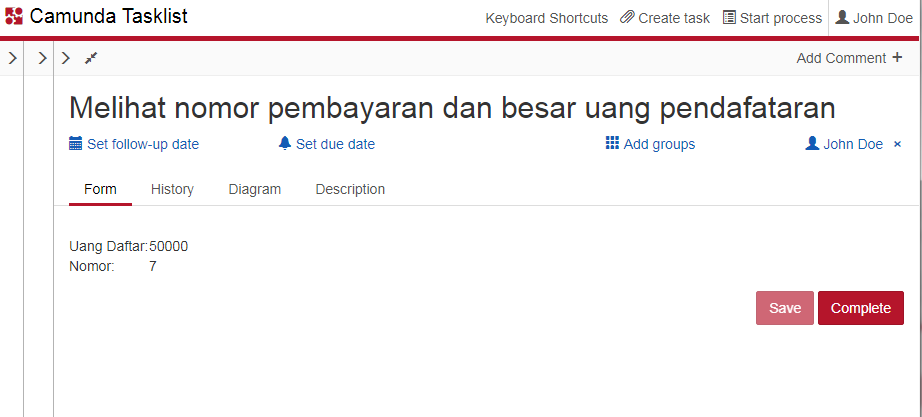 Camunda Tasklist Keyboard Shortcuts Create task Start process John Doe
Add Comment +
Melihat nomor pembayaran dan besar uang pendafataran
Set follow-up date Set due date Add groups John Doe ×
Form History Diagram Description
Uang Daftar:50000
Nomor: 7
Save Complete